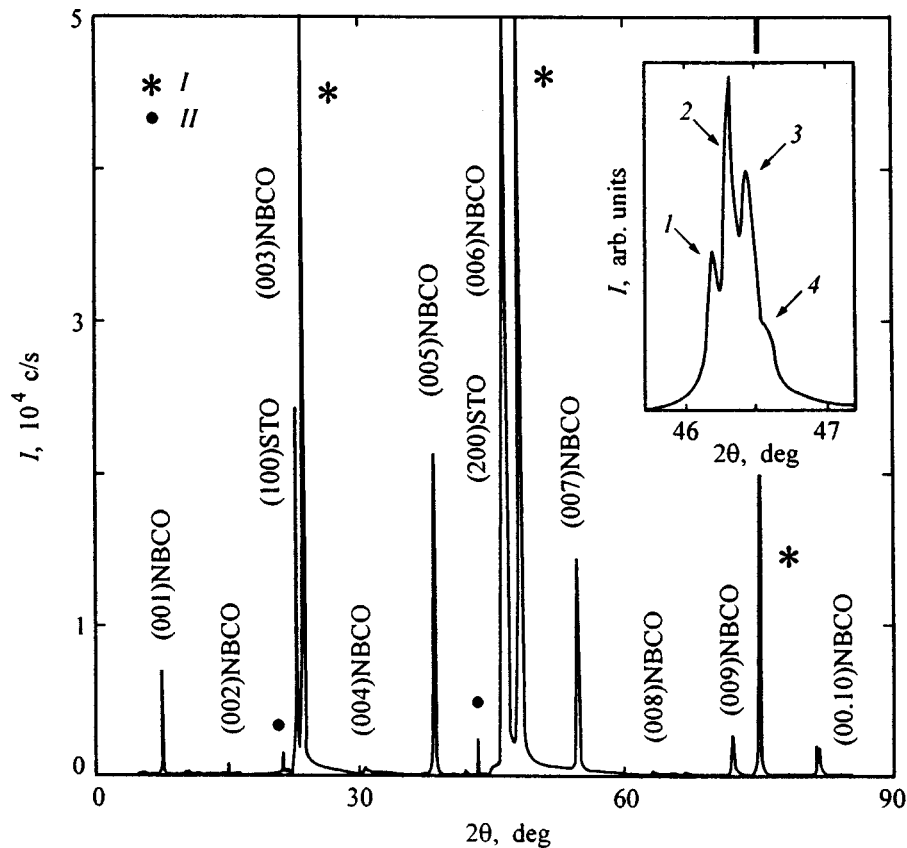 5
* I
• II
3
1
0
I, 10⁴ c/s
(001)NBCO
(002)NBCO
(100)STO
(003)NBCO
(004)NBCO
(005)NBCO
(200)STO
(006)NBCO
(007)NBCO
(008)NBCO
(009)NBCO
(00.10)NBCO
*
*
*
0
30
60
90
2θ, deg
I, arb. units
1
2
3
4
46
47
2θ, deg